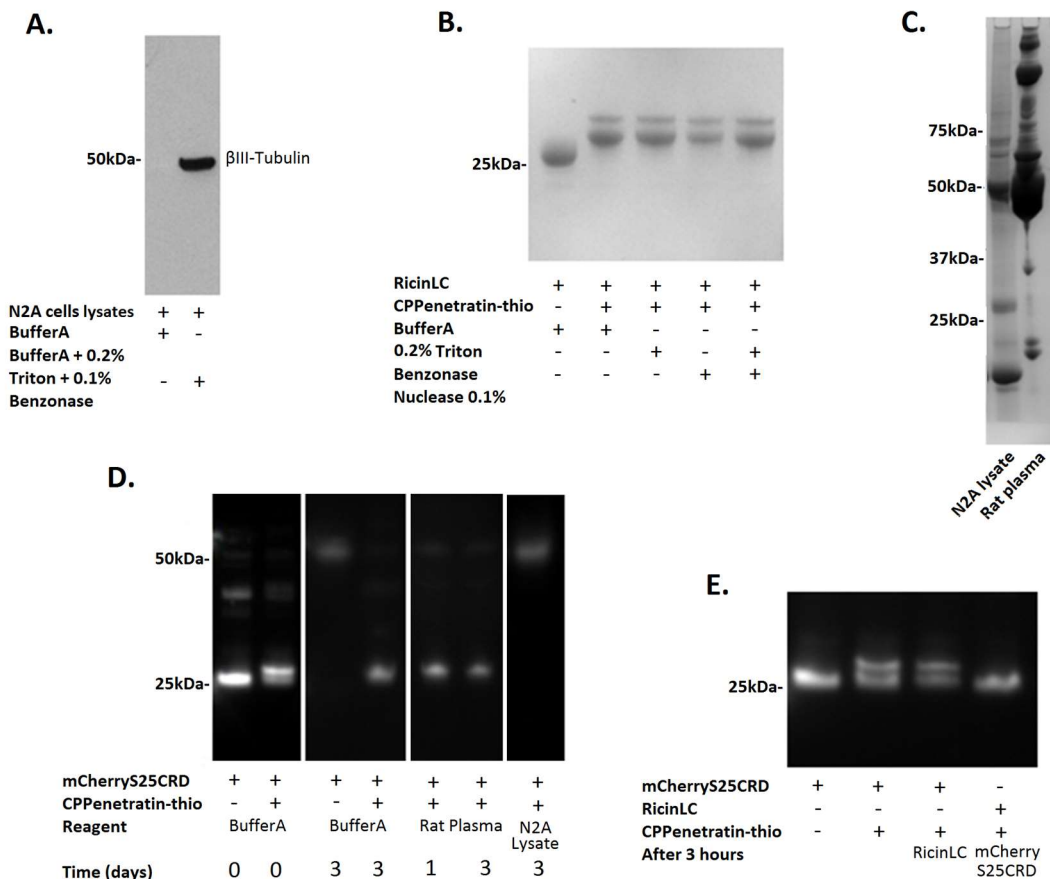 A.
50kDa-
βIII-Tubulin
N2A cells lysates + +
BufferA + -
BufferA + 0.2%
Triton + 0.1% - +
Benzonase
B.
25kDa-
RicinLC + + + + +
CPPenetratin-thio - + + + +
BufferA + + - - -
0.2% Triton - - + - +
Benzonase - - - + +
Nuclease 0.1%
C.
75kDa-
50kDa-
37kDa-
25kDa-
N2A lysate
Rat plasma
D.
50kDa-
25kDa-
mCherryS25CRD + + + + + + +
CPPenetratin-thio - + - + + + +
Reagent BufferA BufferA Rat Plasma N2A
Lysate
Time (days) 0 0 3 3 1 3 3
E.
25kDa-
mCherryS25CRD + + + -
RicinLC - - - +
CPPenetratin-thio - + + +
After 3 hours RicinLC mCherry
S25CRD